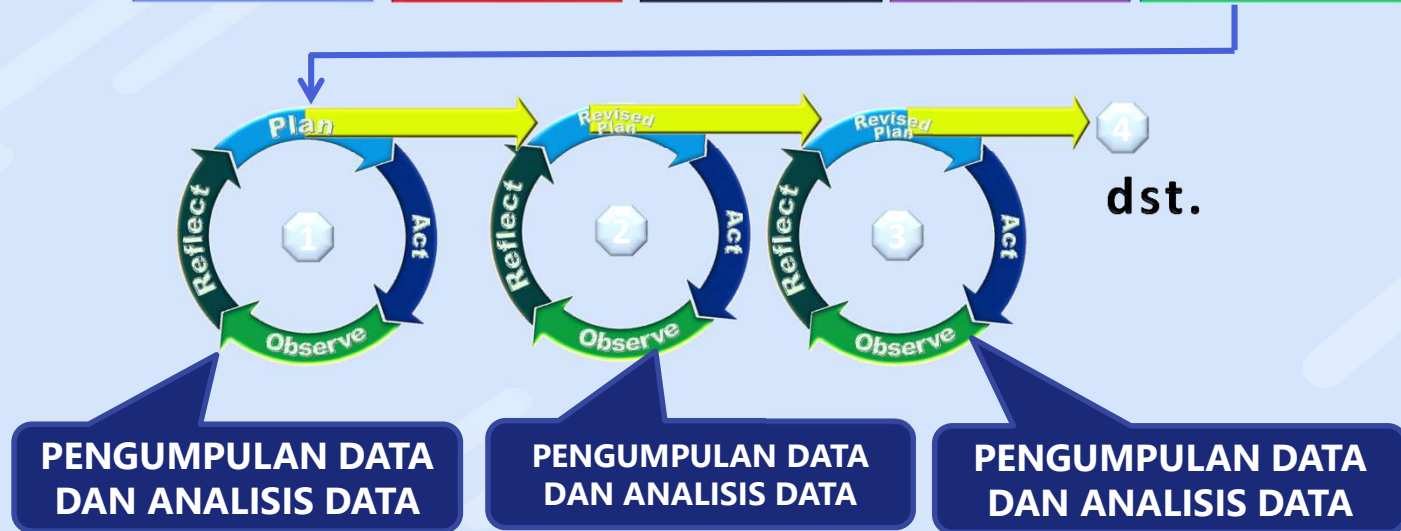 Plan
Act
Observe
Reflect
1
Revised
Plan
Act
Observe
Reflect
2
Revised
Plan
Act
Observe
Reflect
3
4
dst.
PENGUMPULAN DATA
DAN ANALISIS DATA
PENGUMPULAN DATA
DAN ANALISIS DATA
PENGUMPULAN DATA
DAN ANALISIS DATA